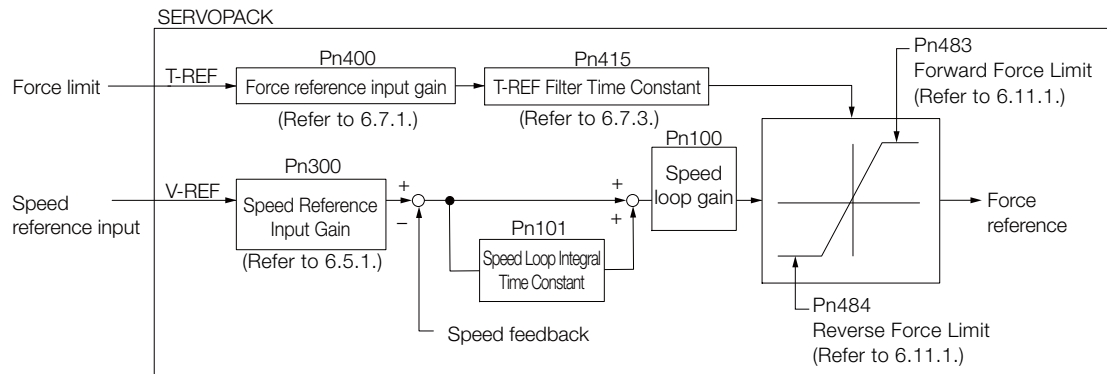 SERVOPACK
Pn400
Pn415
Pn483
Forward Force Limit
(Refer to 6.11.1.)
Force limit
T-REF
Force reference input gain
T-REF Filter Time Constant
(Refer to 6.7.1.)
(Refer to 6.7.3.)
Pn100
Speed
loop gain
Pn300
Speed
reference input
V-REF
Speed Reference
Input Gain
(Refer to 6.5.1.)
+
−
+
+
Pn101
Speed Loop Integral
Time Constant
Force
reference
Speed feedback
Pn484
Reverse Force Limit
(Refer to 6.11.1.)